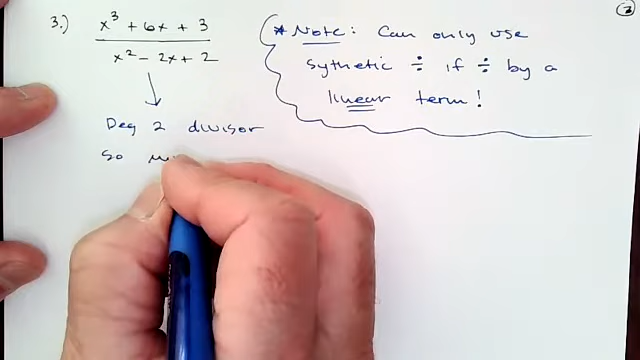 3.) x³ + 6x + 3
x² - 2x + 2
Deg 2 divisor
So
* Note: Can only use
sythetic ÷ if ÷ by a
linear term!
2